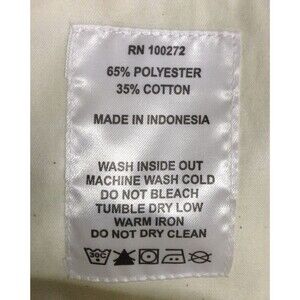 RN 100272
65% POLYESTER
35% COTTON
MADE IN INDONESIA
WASH INSIDE OUT
MACHINE WASH COLD
DO NOT BLEACH
TUMBLE DRY LOW
WARM IRON
DO NOT DRY CLEAN
30C